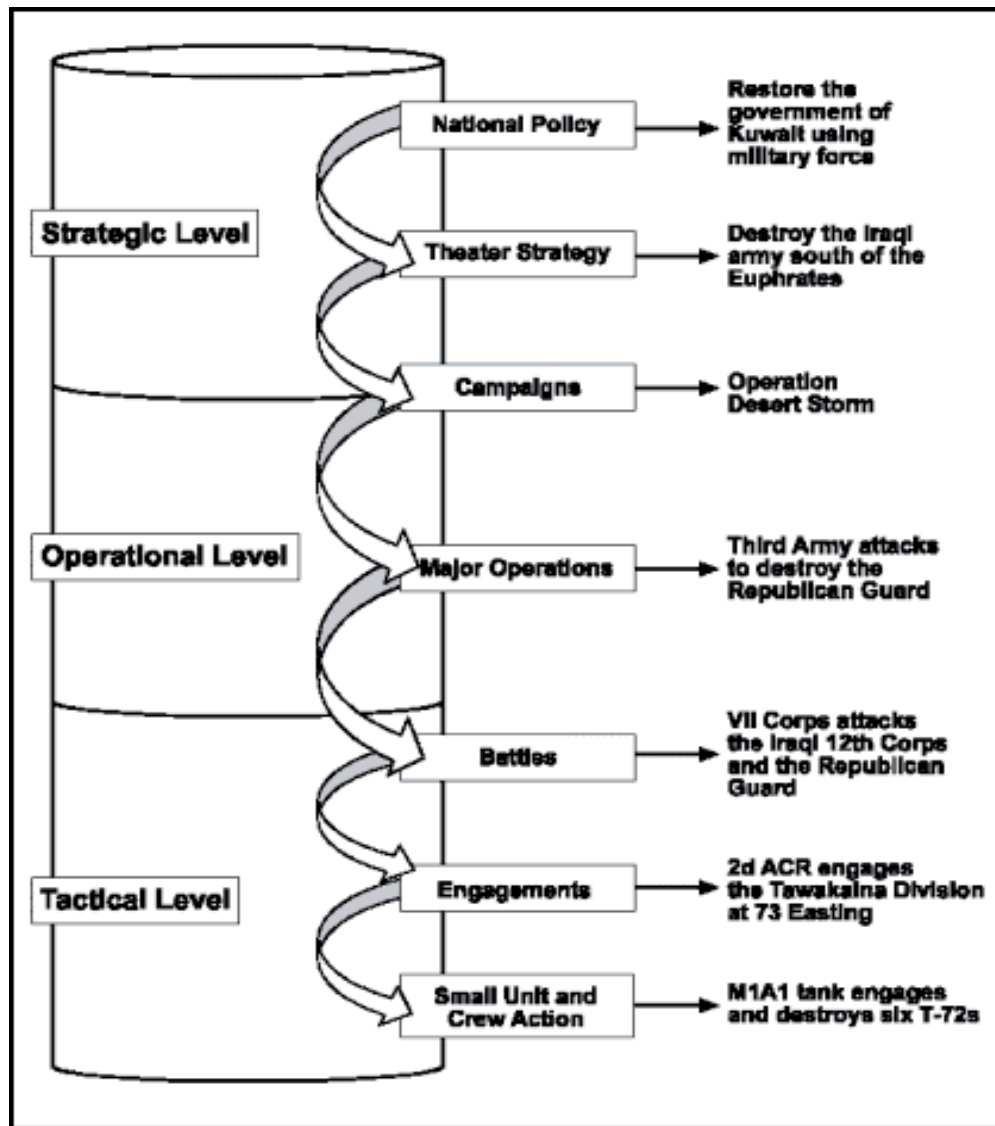 National Policy
Restore the
government of
Kuwait using
military force
Strategic Level
Theater Strategy
Destroy the Iraqi
army south of the
Euphrates
Campaigns
Operation
Desert Storm
Operational Level
Major Operations
Third Army attacks
to destroy the
Republican Guard
Battles
VII Corps attacks
the Iraqi 12th Corps
and the Republican
Guard
Tactical Level
Engagements
2d ACR engages
the Tawakalna Division
at 73 Easting
Small Unit and
Crew Action
M1A1 tank engages
and destroys six T-72s